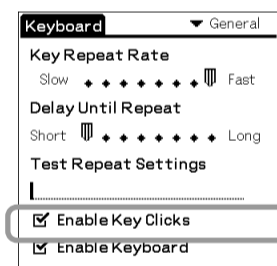 Keyboard General
Key Repeat Rate
Slow Fast
Delay Until Repeat
Short Long
Test Repeat Settings
Enable Key Clicks
Enable Keyboard